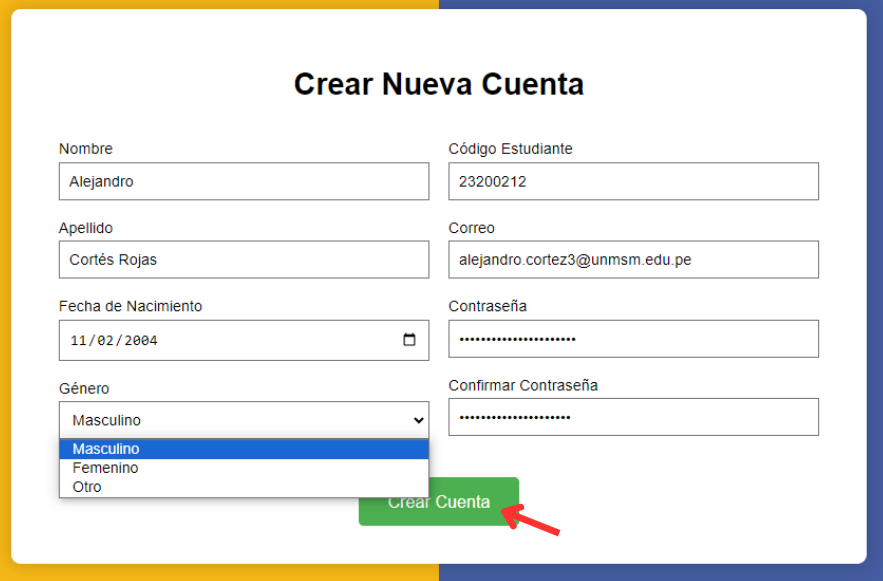 Crear Nueva Cuenta
Nombre
Alejandro
Código Estudiante
23200212
Apellido
Cortés Rojas
Correo
alejandro.cortez3@unmsm.edu.pe
Fecha de Nacimiento
11/02/2004
Contraseña
••••••••••••••••••••••
Género
Masculino
Confirmar Contraseña
•••••••••••••••••••••
Masculino
Femenino
Otro
Crear Cuenta